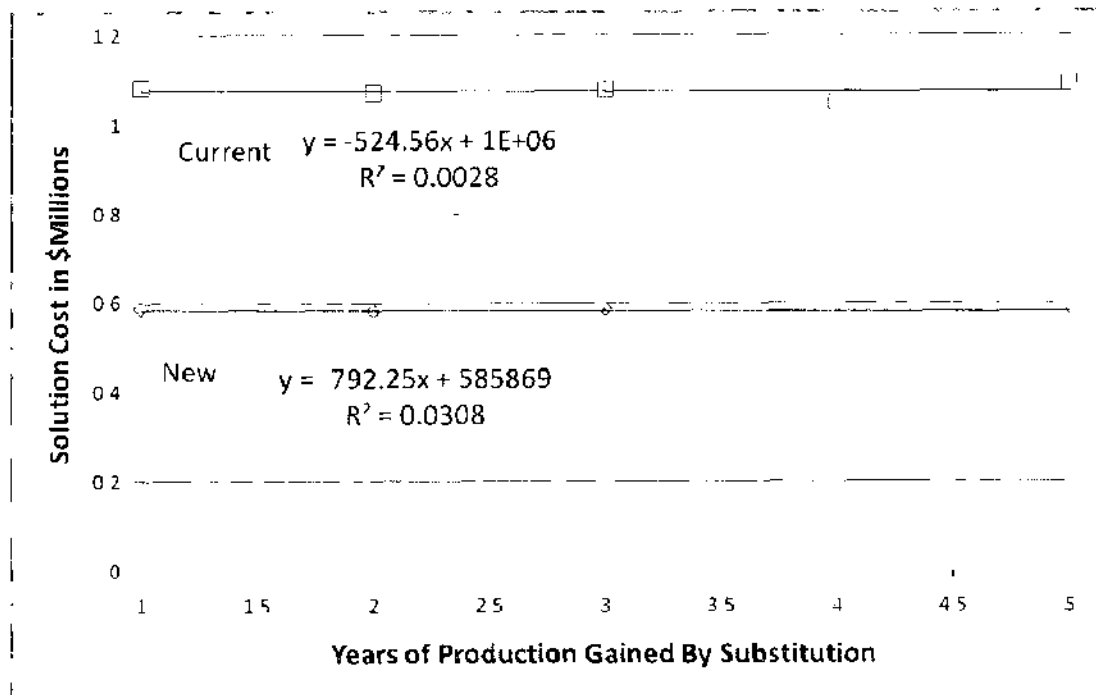 1 2
1
Current y = -524.56x + 1E+06
R² = 0.0028
0 8
0 6
New y = 792.25x + 585869
R² = 0.0308
0 4
0 2
0
1 1 5 2 2 5 3 3 5 4 4 5 5
Solution Cost in $Millions
Years of Production Gained By Substitution